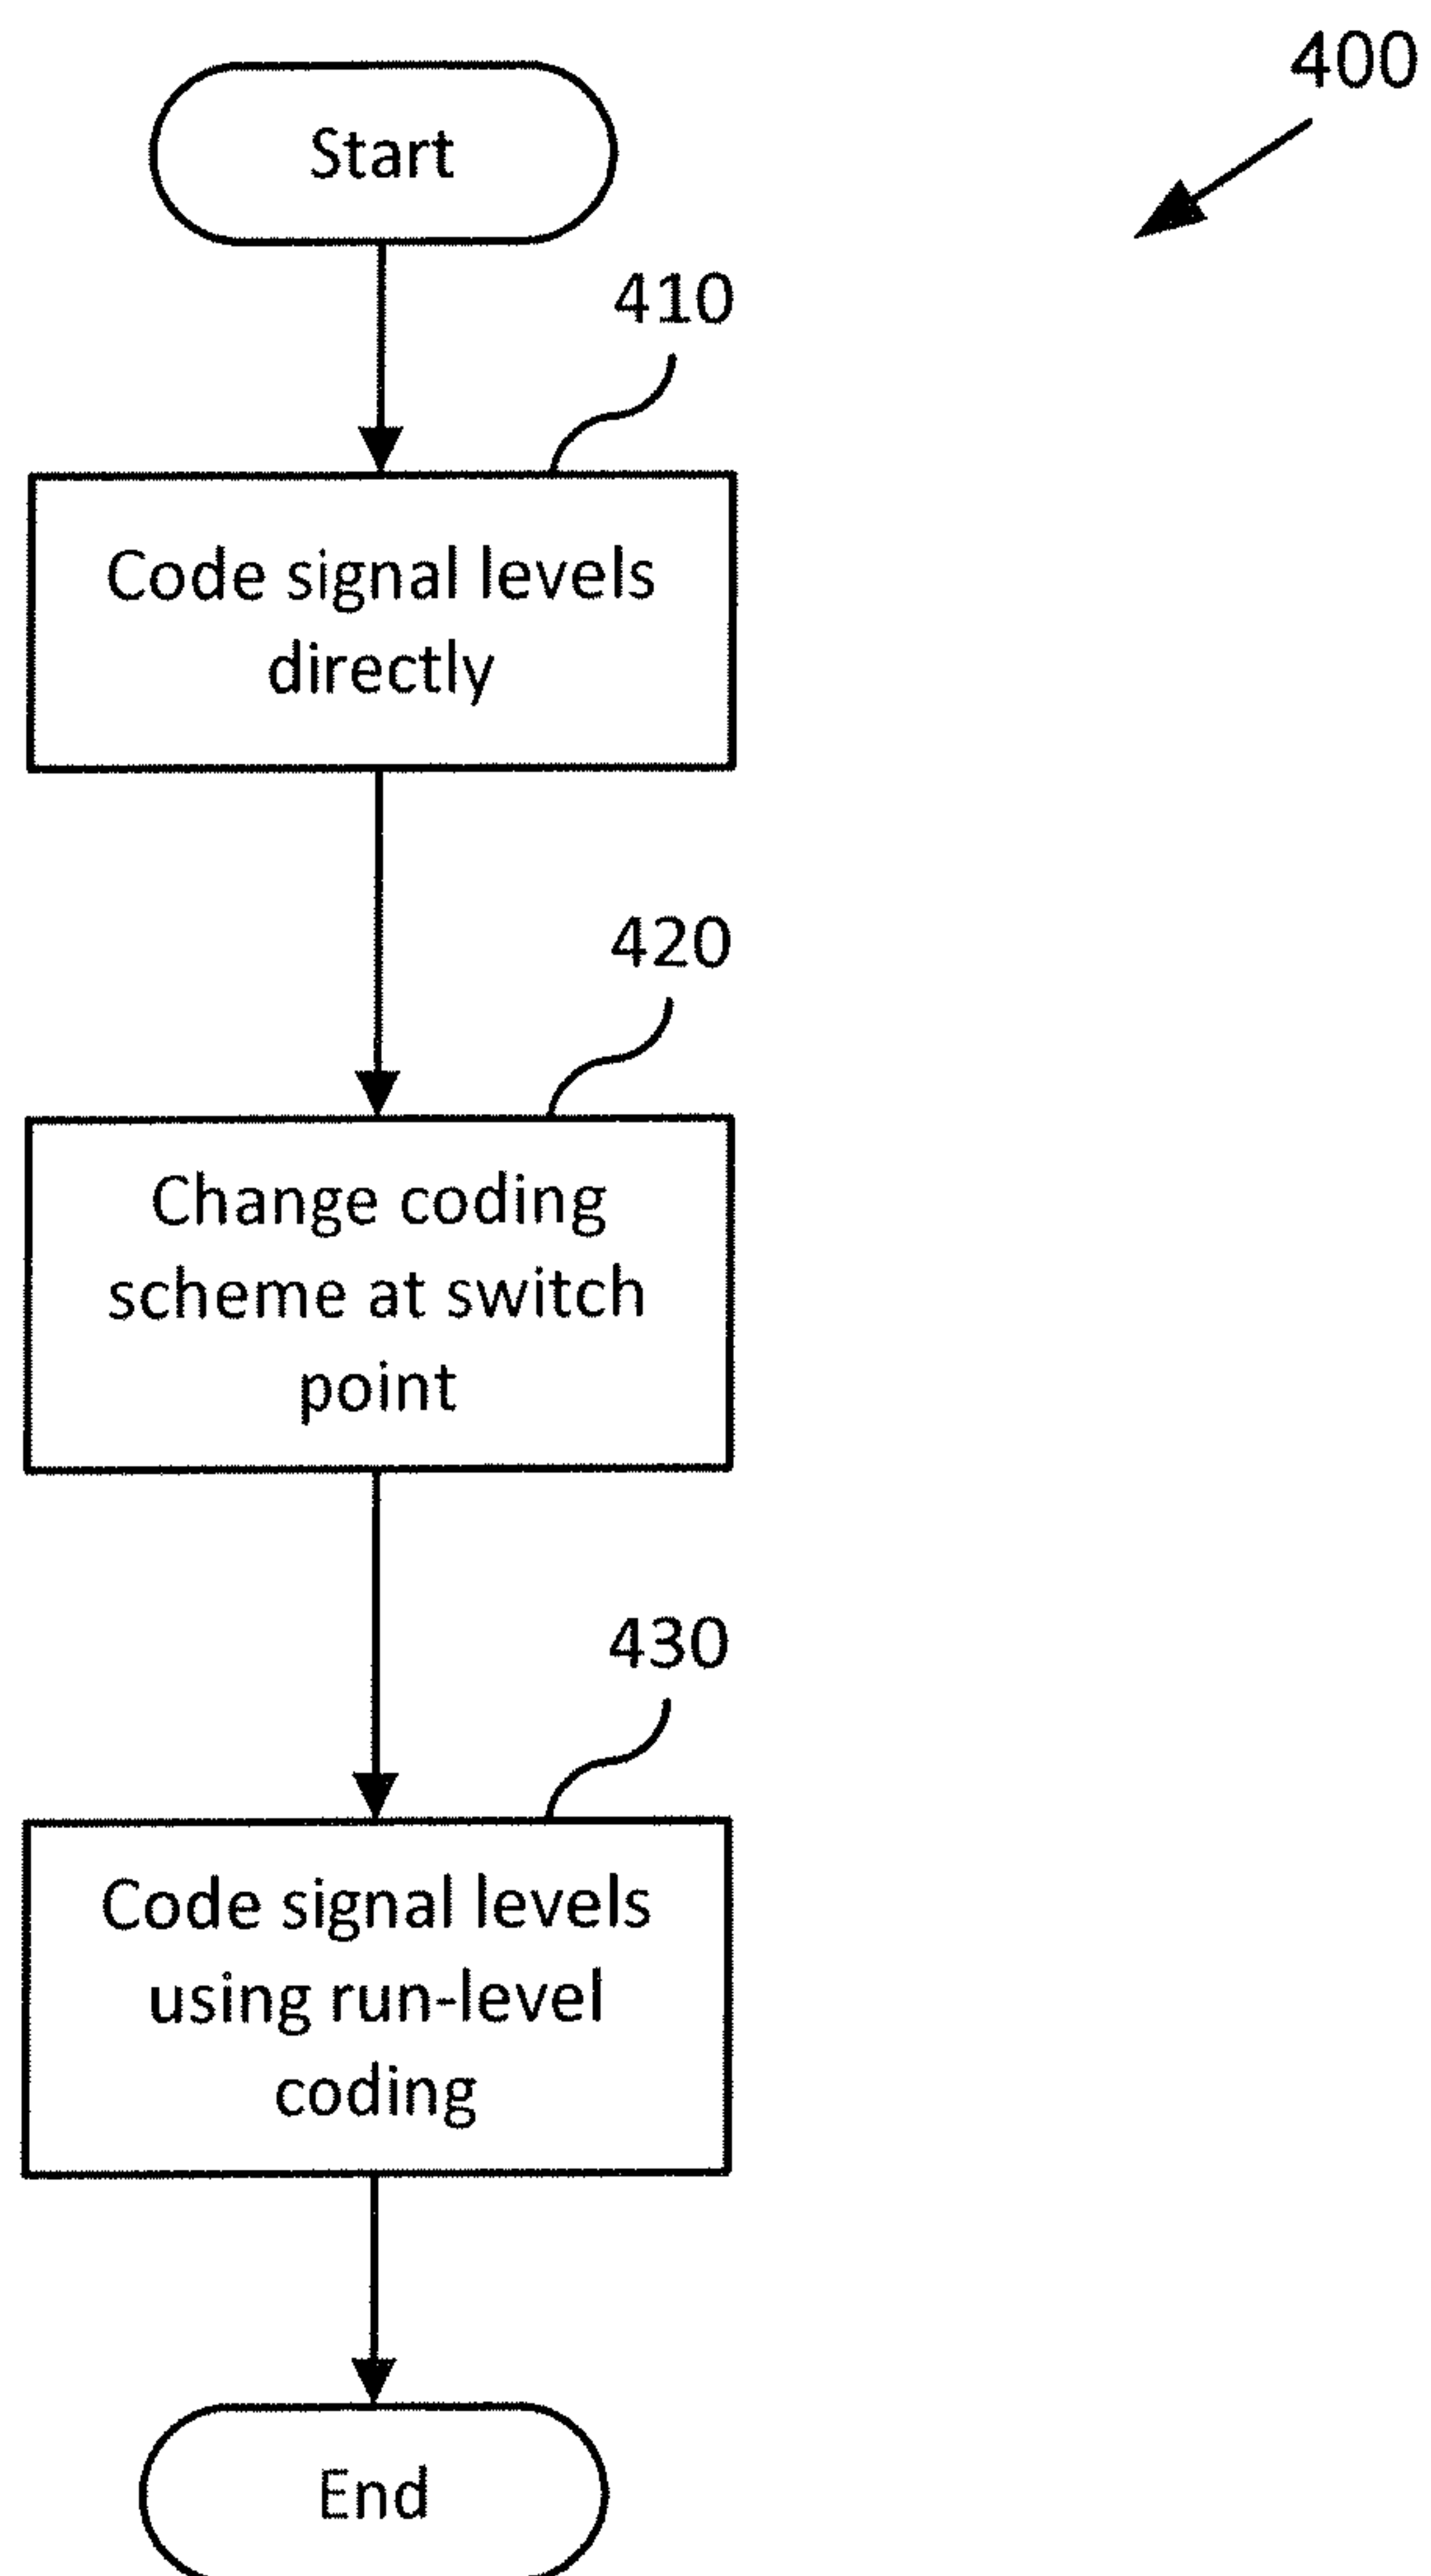 400
Start
410
Code signal levels
directly
420
Change coding
scheme at switch
point
430
Code signal levels
using run-level
coding
End